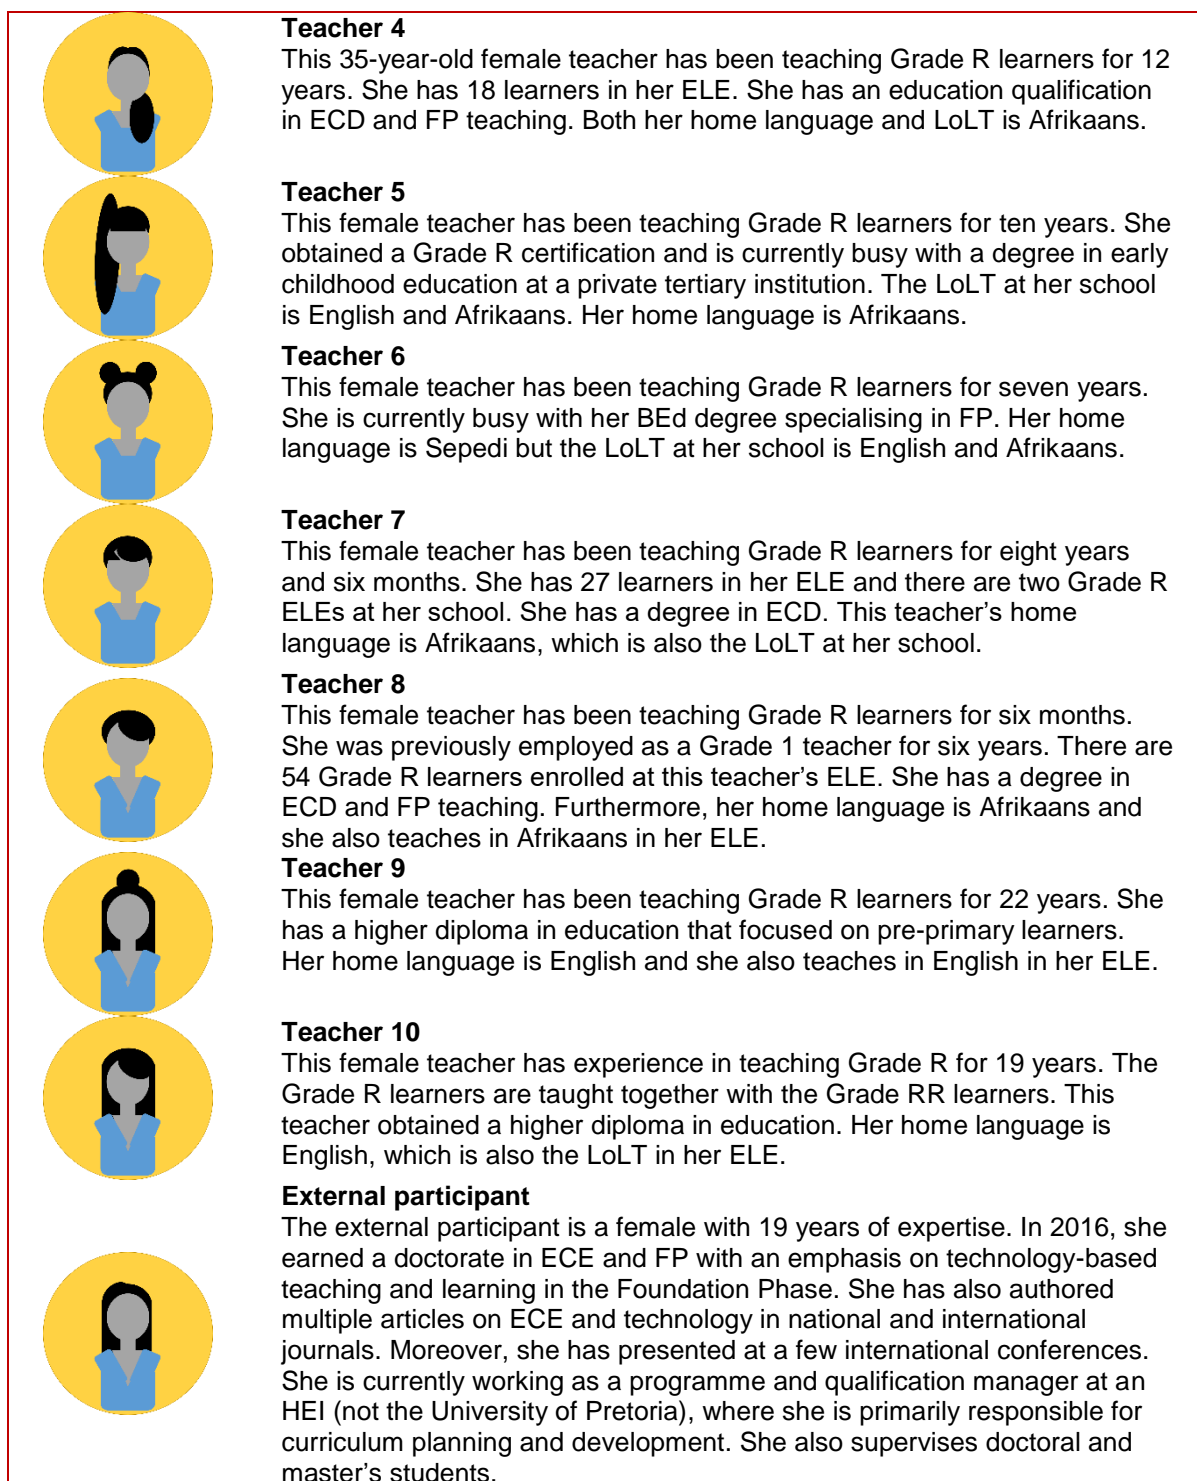 Teacher 4
This 35-year-old female teacher has been teaching Grade R learners for 12
years. She has 18 learners in her ELE. She has an education qualification
in ECD and FP teaching. Both her home language and LoLT is Afrikaans.
Teacher 5
This female teacher has been teaching Grade R learners for ten years. She
obtained a Grade R certification and is currently busy with a degree in early
childhood education at a private tertiary institution. The LoLT at her school
is English and Afrikaans. Her home language is Afrikaans.
Teacher 6
This female teacher has been teaching Grade R learners for seven years.
She is currently busy with her BEd degree specialising in FP. Her home
language is Sepedi but the LoLT at her school is English and Afrikaans.
Teacher 7
This female teacher has been teaching Grade R learners for eight years
and six months. She has 27 learners in her ELE and there are two Grade R
ELEs at her school. She has a degree in ECD. This teacher's home
language is Afrikaans, which is also the LoLT at her school.
Teacher 8
This female teacher has been teaching Grade R learners for six months.
She was previously employed as a Grade 1 teacher for six years. There are
54 Grade R learners enrolled at this teacher's ELE. She has a degree in
ECD and FP teaching. Furthermore, her home language is Afrikaans and
she also teaches in Afrikaans in her ELE.
Teacher 9
This female teacher has been teaching Grade R learners for 22 years. She
has a higher diploma in education that focused on pre-primary learners.
Her home language is English and she also teaches in English in her ELE.
Teacher 10
This female teacher has experience in teaching Grade R for 19 years. The
Grade R learners are taught together with the Grade RR learners. This
teacher obtained a higher diploma in education. Her home language is
English, which is also the LoLT in her ELE.
External participant
The external participant is a female with 19 years of expertise. In 2016, she
earned a doctorate in ECE and FP with an emphasis on technology-based
teaching and learning in the Foundation Phase. She has also authored
multiple articles on ECE and technology in national and international
journals. Moreover, she has presented at a few international conferences.
She is currently working as a programme and qualification manager at an
HEI (not the University of Pretoria), where she is primarily responsible for
curriculum planning and development. She also supervises doctoral and
master's students.